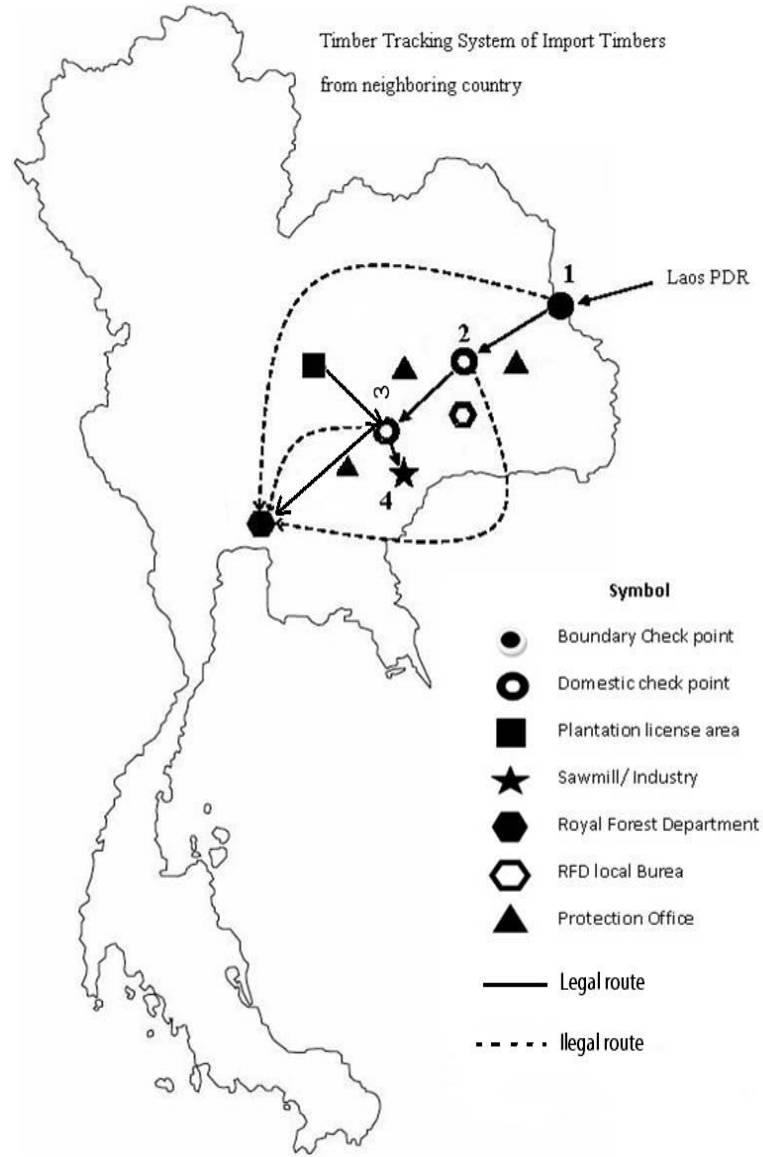 Timber Tracking System of Import Timbers
from neighboring country
1
Laos PDR
2
3
4
Symbol
Boundary Check point
Domestic check point
Plantation license area
Sawmill/ Industry
Royal Forest Department
RFD local Burea
Protection Office
Legal route
Ilegal route